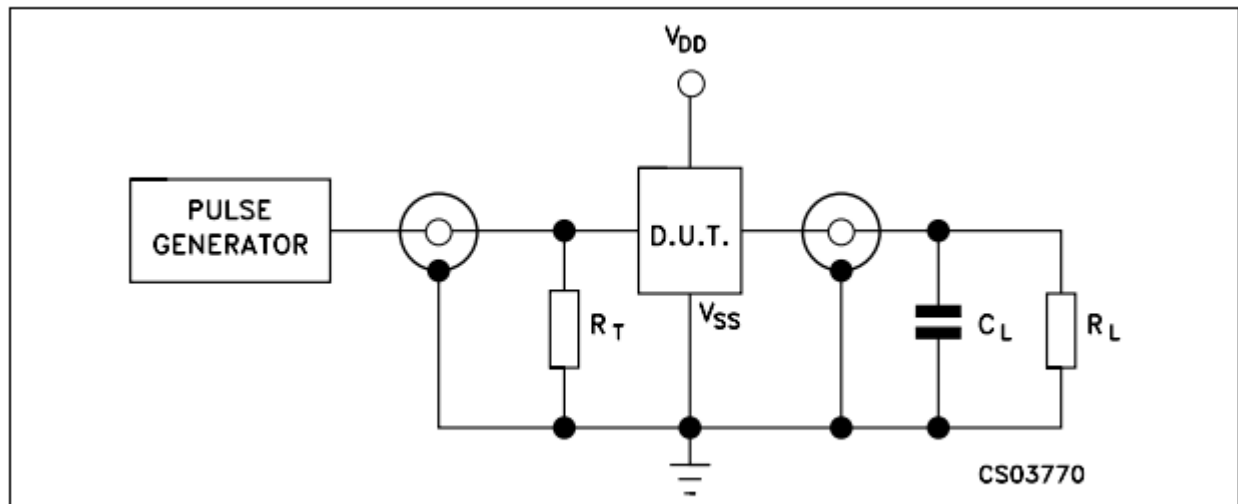 VDD
PULSE
GENERATOR
D.U.T.
VSS
RT
CL
RL
CS03770